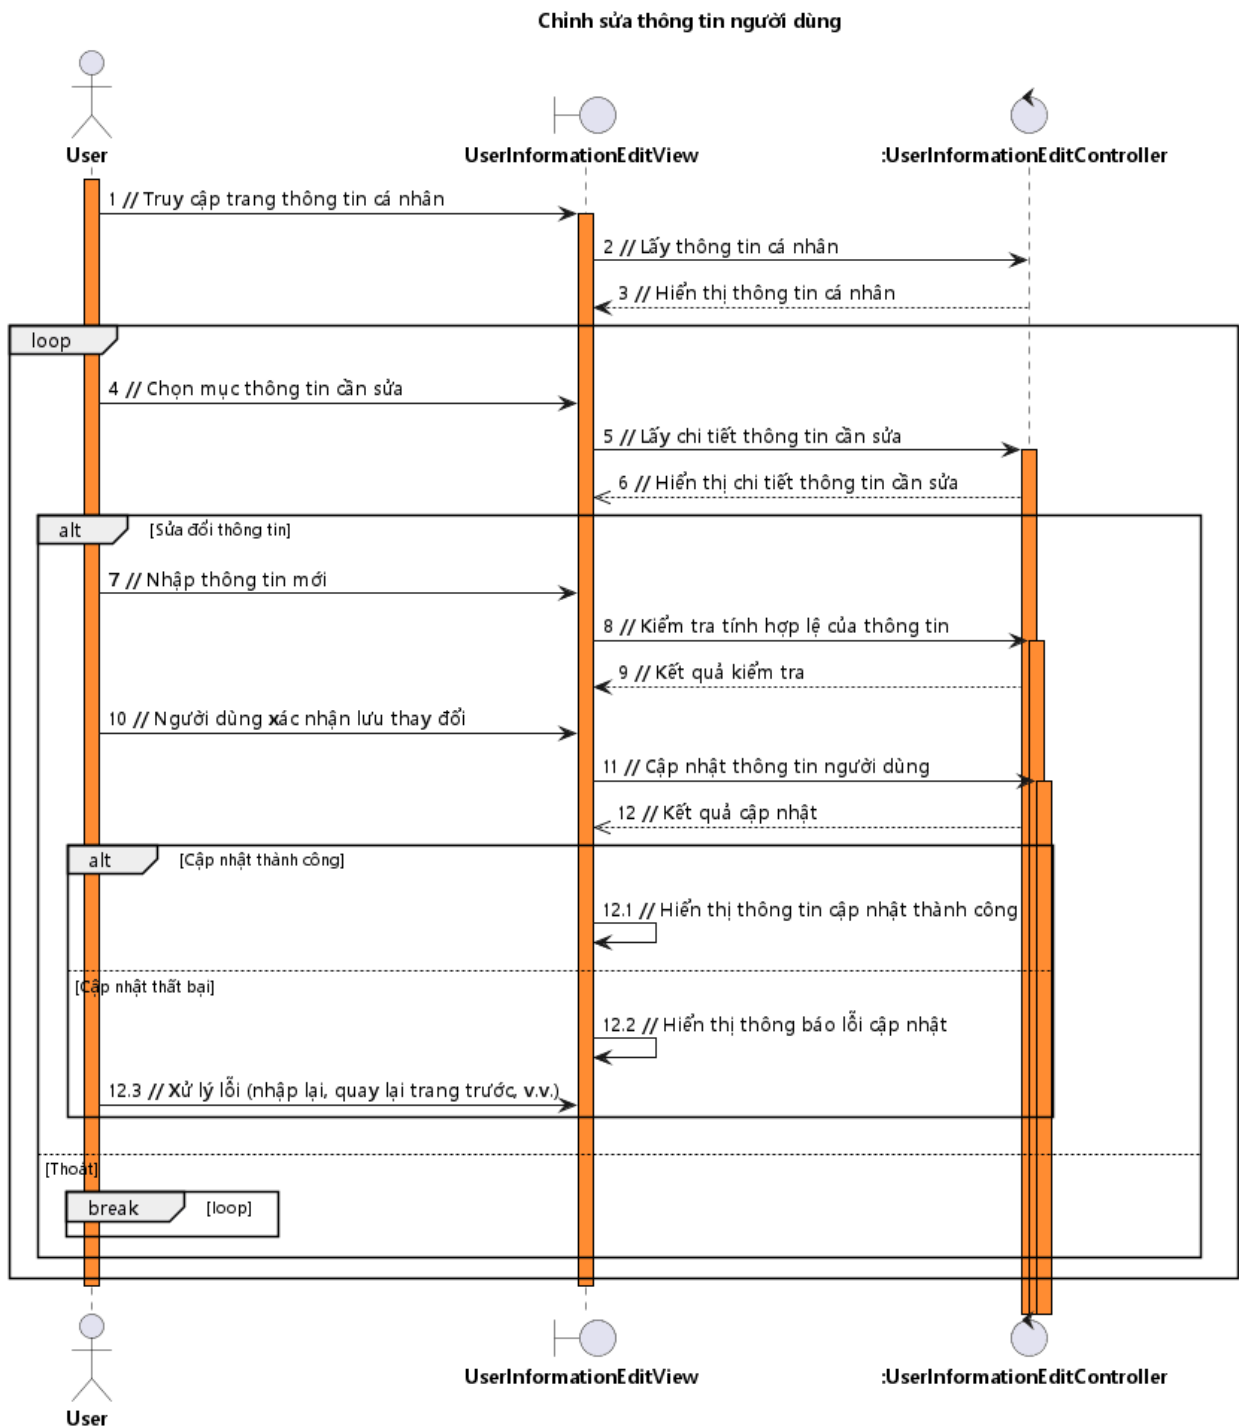 Chỉnh sửa thông tin người dùng
User
UserInformationEditView
:UserInformationEditController
1 // Truy cập trang thông tin cá nhân
2 // Lấy thông tin cá nhân
3 // Hiển thị thông tin cá nhân
loop
4 // Chọn mục thông tin cần sửa
5 // Lấy chi tiết thông tin cần sửa
6 // Hiển thị chi tiết thông tin cần sửa
alt [Sửa đổi thông tin]
7 // Nhập thông tin mới
8 // Kiểm tra tính hợp lệ của thông tin
9 // Kết quả kiểm tra
10 // Người dùng xác nhận lưu thay đổi
11 // Cập nhật thông tin người dùng
12 // Kết quả cập nhật
alt [Cập nhật thành công]
12.1 // Hiển thị thông tin cập nhật thành công
[Cập nhật thất bại]
12.2 // Hiển thị thông báo lỗi cập nhật
12.3 // Xử lý lỗi (nhập lại, quay lại trang trước, v.v.)
[Thoát]
break [loop]
UserInformationEditView
:UserInformationEditController
User